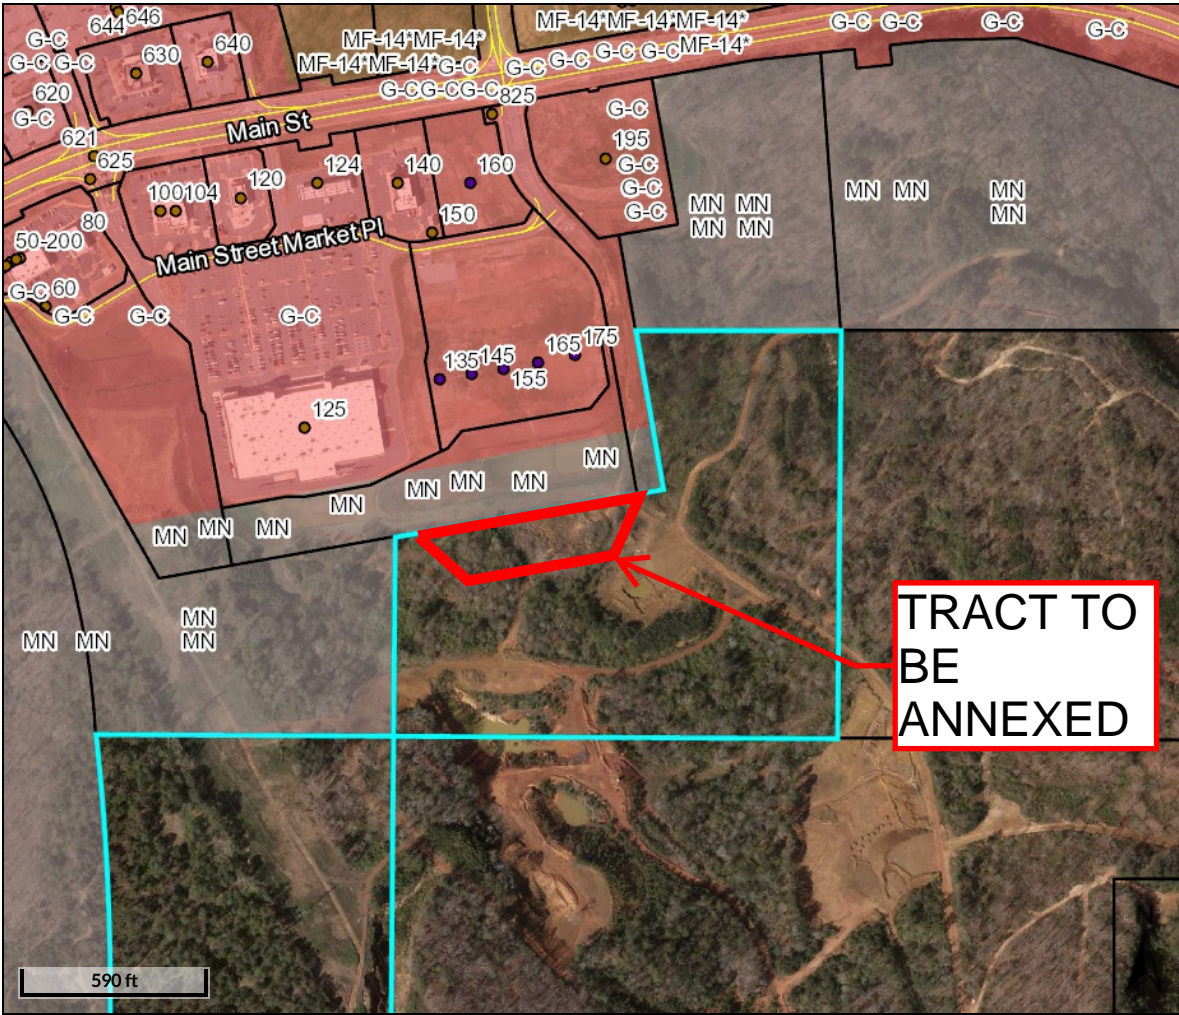 644 646
G-C
G-C G-C
630
640
MF-14*MF-14*MF-14*
MF-14*MF-14*
MF-14*MF-14*G-C
G-C G-C G-C G-C MF-14*
G-C G-C G-C G-C
620
G-C
G-CG-CG-C 825
Main St
621
625
100 104
120
124
140
160
150
G-C
195
G-C
G-C
G-C
MN MN
MN MN
MN MN MN
MN
80
50-200
Main Street Market Pl
G-C 60
G-C G-C G-C
135 145 155 165 175
125
MN MN MN MN MN MN MN
MN
MN MN MN
TRACT TO
BE
ANNEXED
590 ft